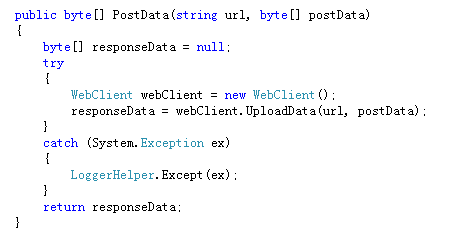 public byte[] PostData(string url, byte[] postData)
{
    byte[] responseData = null;
    try
    {
        WebClient webClient = new WebClient();
        responseData = webClient.UploadData(url, postData);
    }
    catch (System.Exception ex)
    {
        LoggerHelper.Except(ex);
    }
    return responseData;
}